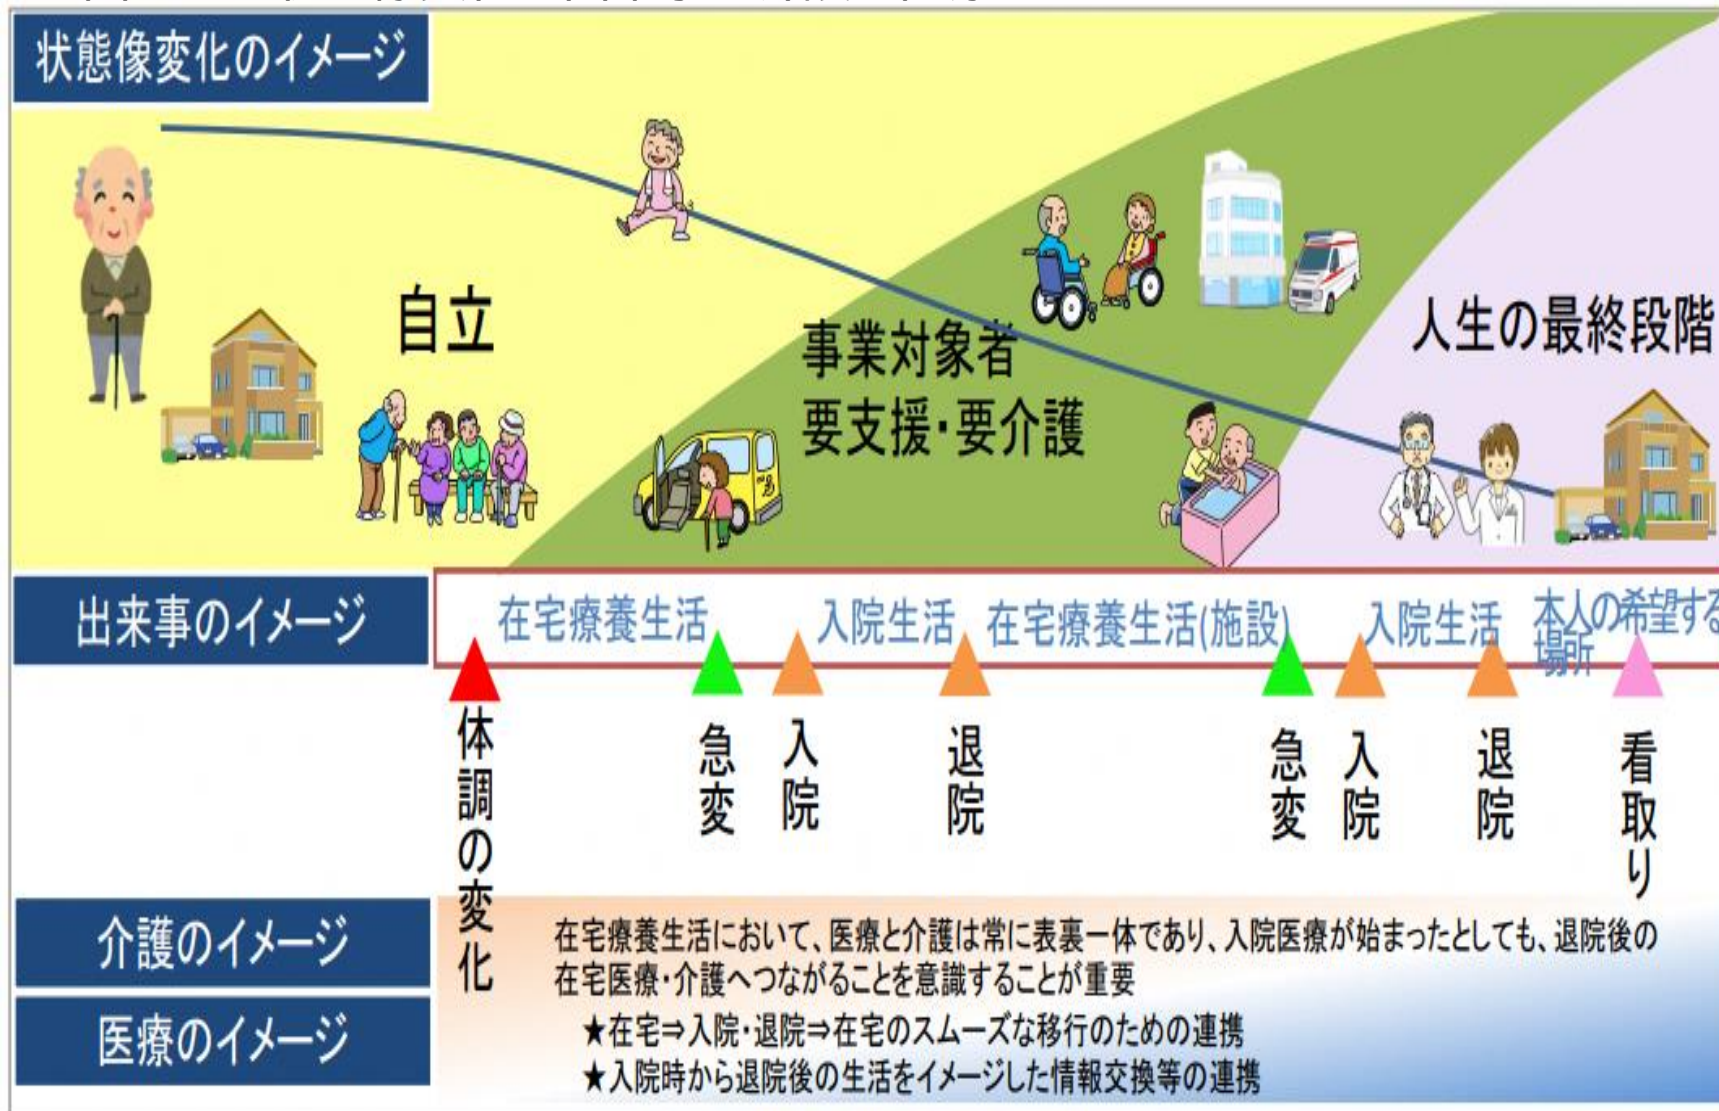 状態像変化のイメージ
自立
事業対象者
要支援・要介護
人生の最終段階
出来事のイメージ
在宅療養生活
入院生活
在宅療養生活(施設)
入院生活
本人の希望する
場所
体調の変化
急変
入院
退院
急変
入院
退院
看取り
介護のイメージ
在宅療養生活において、医療と介護は常に表裏一体であり、入院医療が始まったとしても、退院後の
在宅医療・介護へつながることを意識することが重要
医療のイメージ
★在宅⇒入院・退院⇒在宅のスムーズな移行のための連携
★入院時から退院後の生活をイメージした情報交換等の連携